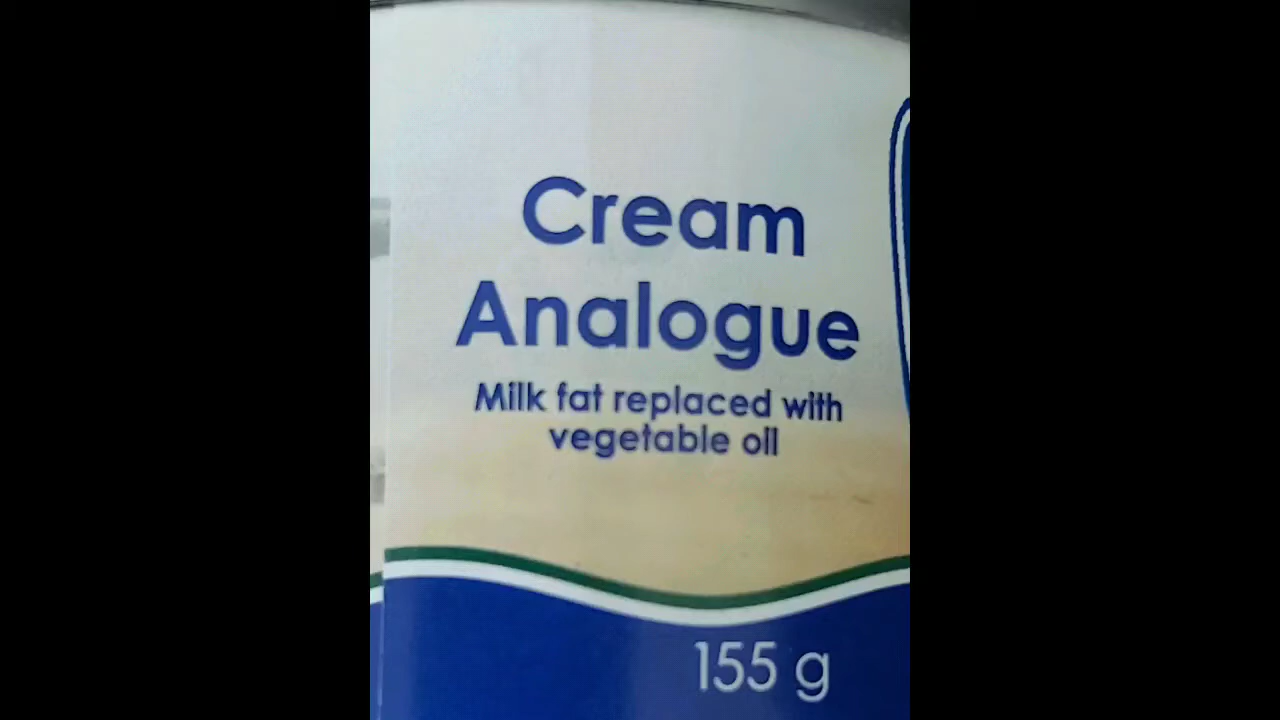 Cream
Analogue
Milk fat replaced with
vegetable oil
155 g